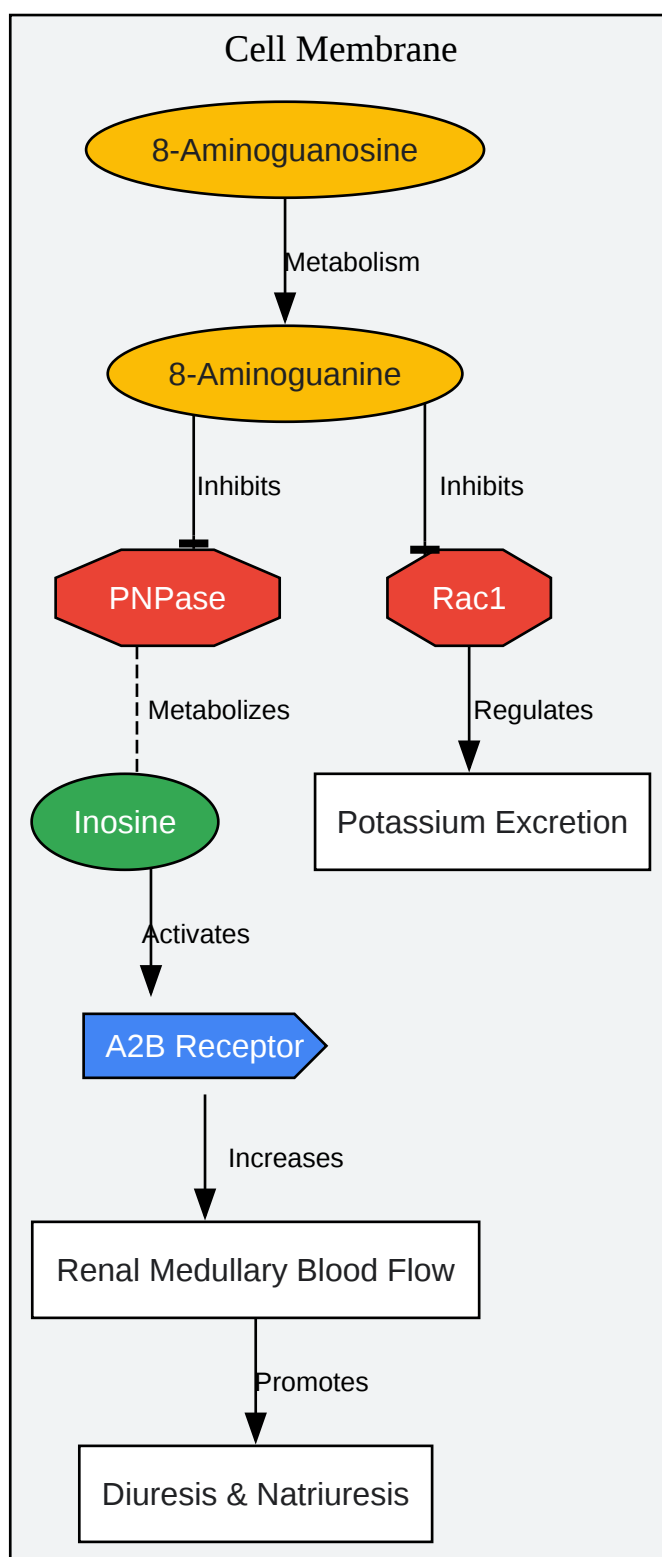 Cell Membrane
8-Aminoguanosine
Metabolism
8-Aminoguanine
Inhibits
Inhibits
PNPase
Rac1
Metabolizes
Regulates
Inosine
Potassium Excretion
Activates
A2B Receptor
Increases
Renal Medullary Blood Flow
Promotes
Diuresis & Natriuresis